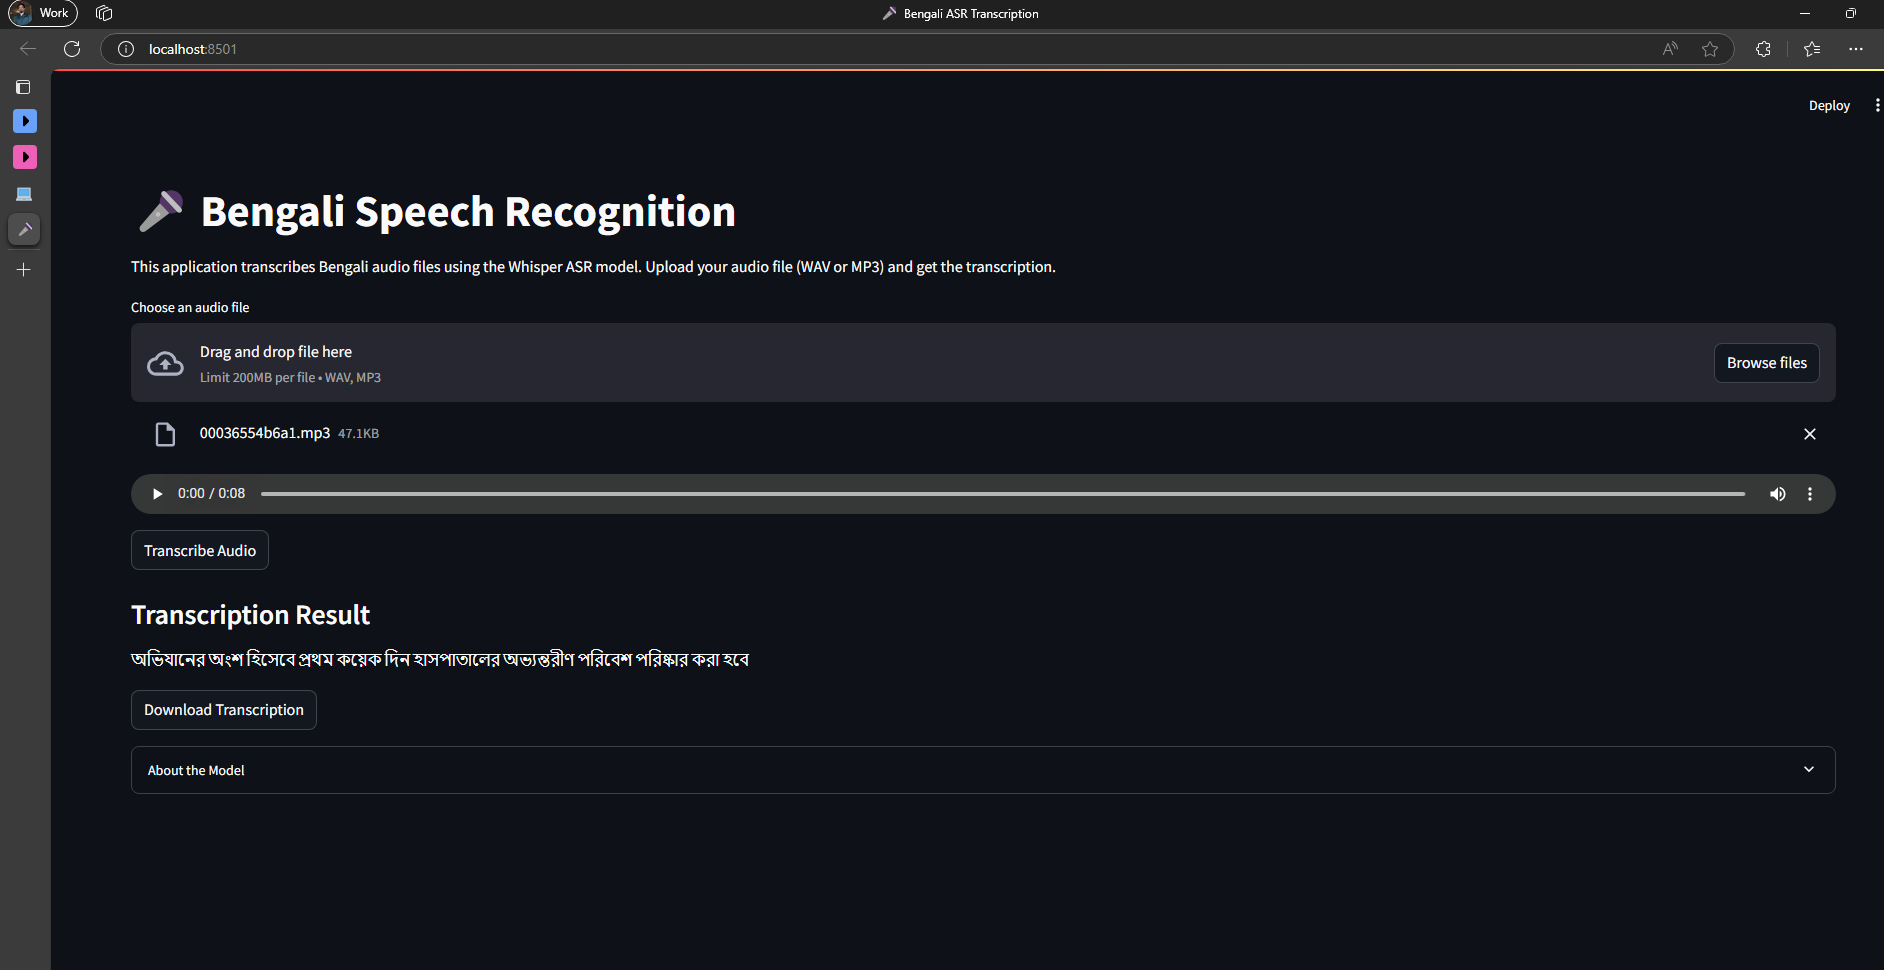 Work
Bengali ASR Transcription
localhost:8501
Deploy
Bengali Speech Recognition
This application transcribes Bengali audio files using the Whisper ASR model. Upload your audio file (WAV or MP3) and get the transcription.
Choose an audio file
Drag and drop file here
Limit 200MB per file • WAV, MP3
Browse files
00036554b6a1.mp3 47.1KB
0:00 / 0:08
Transcribe Audio
Transcription Result
অভিযানের অংশ হিসেবে প্রথম কয়েক দিন হাসপাতালের অভ্যন্তরীণ পরিবেশ পরিষ্কার করা হবে
Download Transcription
About the Model